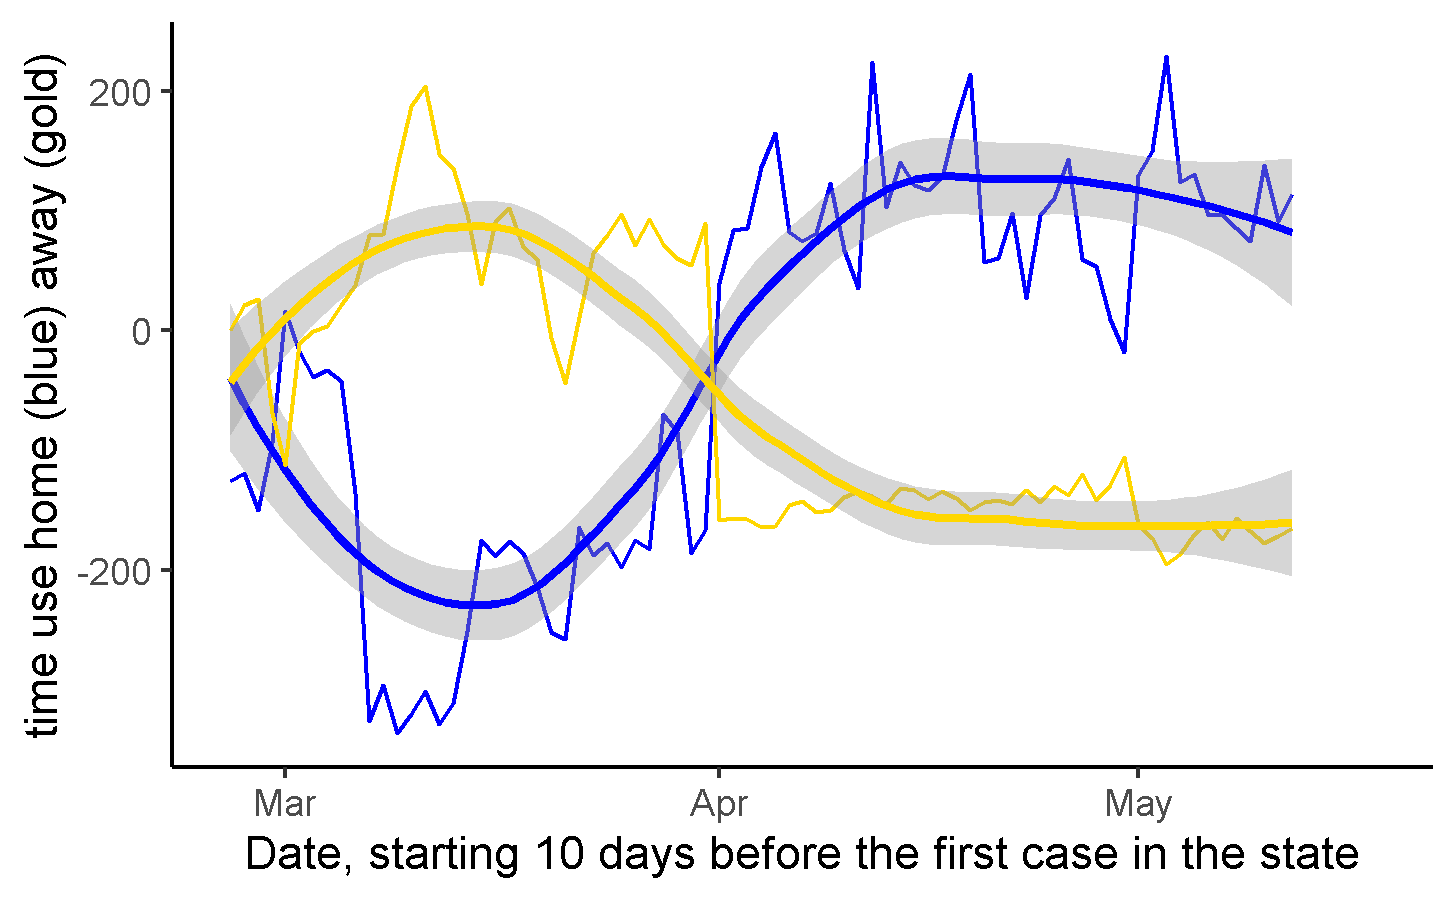 time use home (blue) away (gold)
200
0
-200
Mar
Apr
May
Date, starting 10 days before the first case in the state